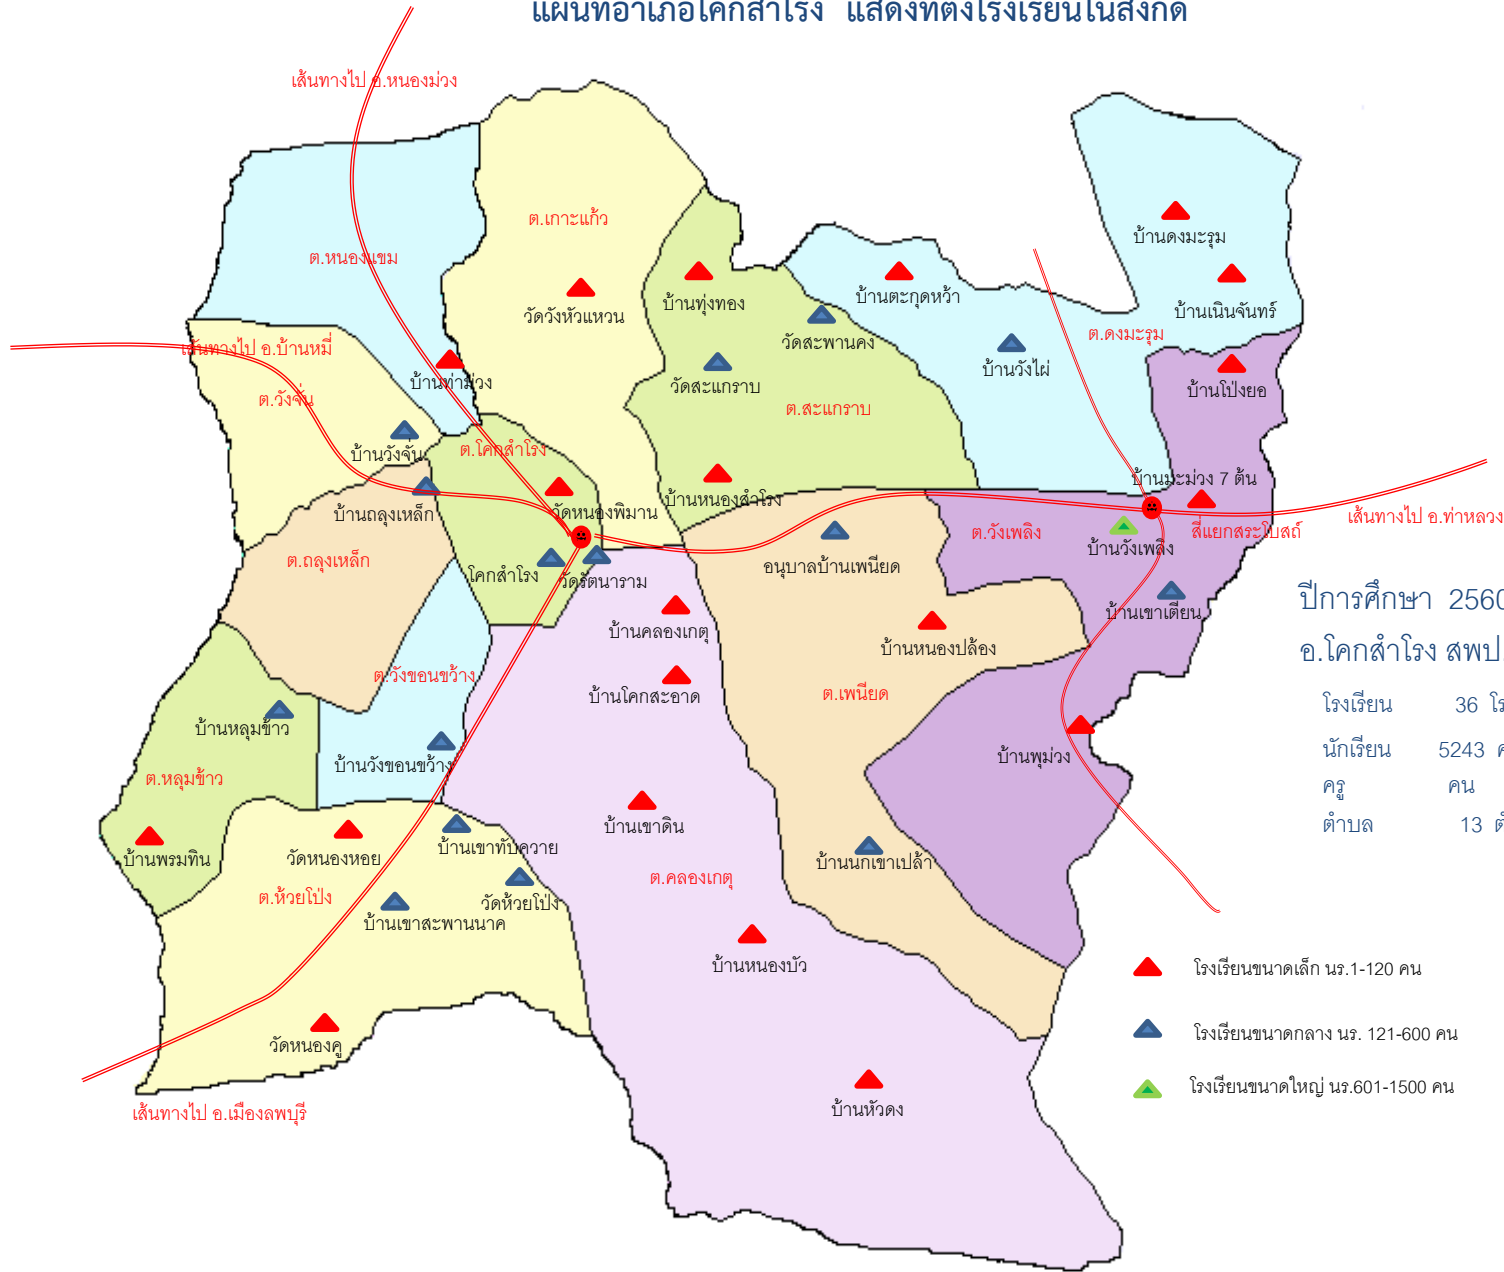 แผนที่อำเภอโคกสำโรง แสดงที่ตั้งโรงเรียนในสังกัด
เส้นทางไป อ.หนองม่วง
ต.เกาะแก้ว
บ้านดงมะรุม
ต.หนองแขม
บ้านทุ่งทอง
บ้านตะกุดหว้า
วัดวังหัวแหวน
บ้านเนินจันทร์
วัดสะพานคง
ต.ดงมะรุม
เส้นทางไป อ.บ้านหมี่
บ้านท่าม่วง
วัดสะแกราบ
บ้านวังไผ่
บ้านโป่งยอ
ต.วังจั่น
ต.สะแกราบ
บ้านวังจั่น
ต.โคกสำโรง
บ้านมะม่วง 7 ต้น
บ้านหนองสำโรง
บ้านถลุงเหล็ก
วัดหนองพิมาน
เส้นทางไป อ.ท่าหลวง
ต.วังเพลิง
สี่แยกสระโบสถ์
บ้านวังเพลิง
ต.ถลุงเหล็ก
โคกสำโรง
วัดรัตนาราม
อนุบาลบ้านเพนียด
ปีการศึกษา 2560
บ้านเขาเตียน
บ้านคลองเกตุ
บ้านหนองปล้อง
อ.โคกสำโรง สพป.
ต.วังขอนขว้าง
บ้านโคกสะอาด
ต.เพนียด
โรงเรียน 36 โร
บ้านหลุมข้าว
นักเรียน 5243 ค
บ้านวังขอนขว้าง
บ้านพุม่วง
ต.หลุมข้าว
ครู คน
บ้านเขาดิน
ตำบล 13 ต
บ้านพรมทิน
วัดหนองหอย
บ้านเขาทับควาย
บ้านนกเขาเปล้า
ต.คลองเกตุ
ต.ห้วยโป่ง
วัดห้วยโป่ง
บ้านเขาสะพานนาค
บ้านหนองบัว
โรงเรียนขนาดเล็ก นร.1-120 คน
โรงเรียนขนาดกลาง นร. 121-600 คน
วัดหนองคู
โรงเรียนขนาดใหญ่ นร.601-1500 คน
เส้นทางไป อ.เมืองลพบุรี
บ้านหัวดง